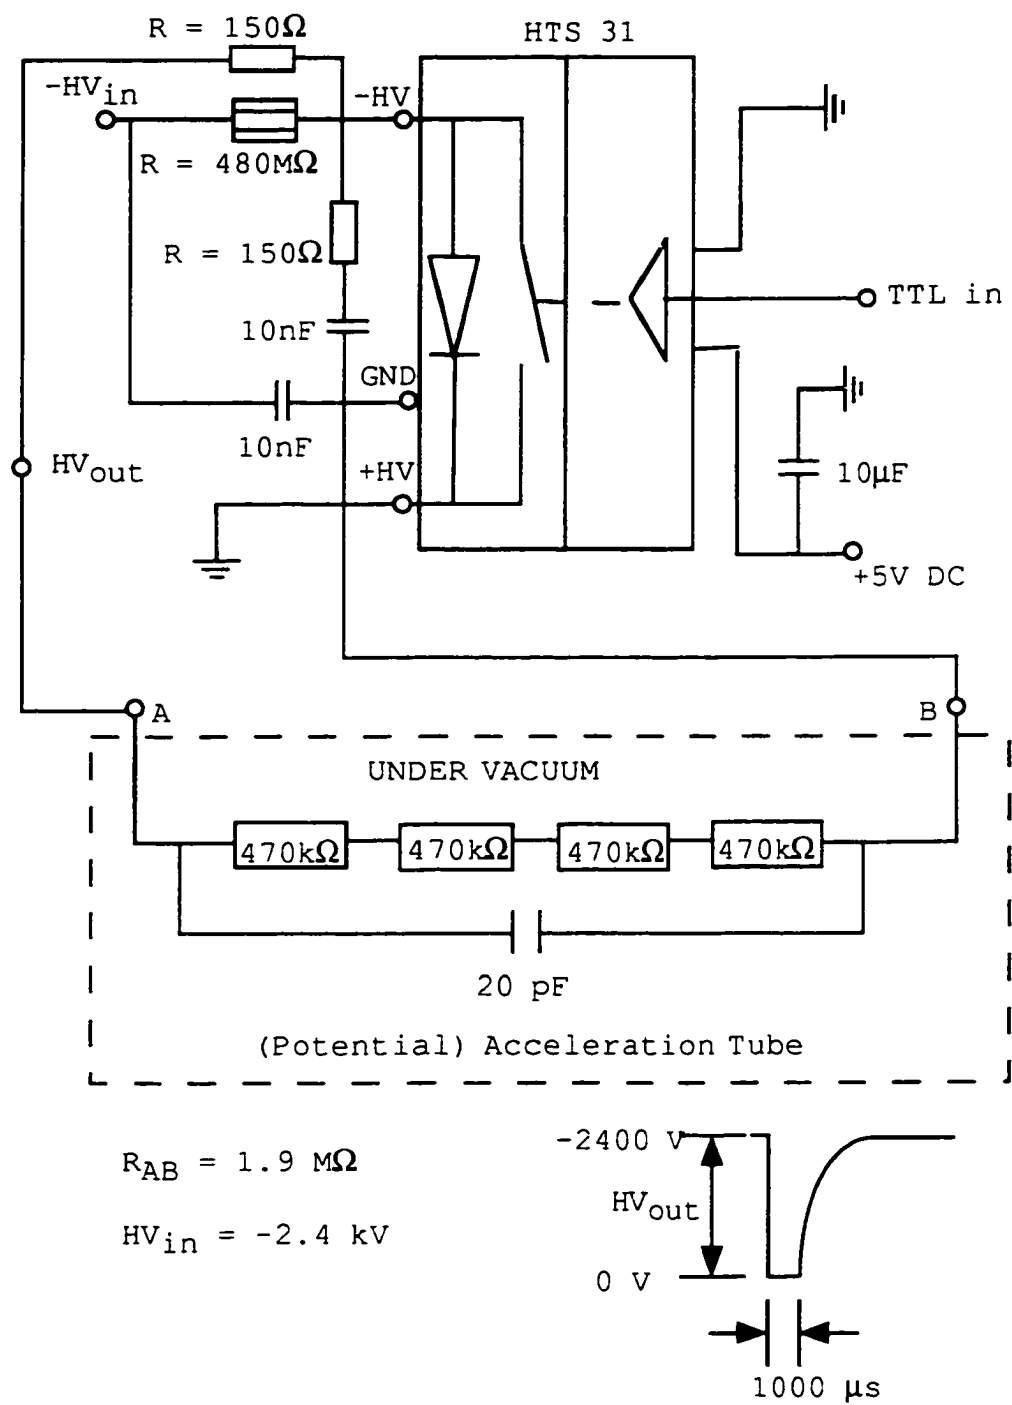 R = 150Ω
HTS 31
-HVin
-HV
R = 480MΩ
R = 150Ω
TTL in
10nF
GND
10nF
+HV
HVout
10µF
+5V DC
A
B
UNDER VACUUM
470kΩ 470kΩ 470kΩ 470kΩ
20 pF
(Potential) Acceleration Tube
RAB = 1.9 MΩ
HVin = -2.4 kV
-2400 V
HVout
0 V
1000 µs